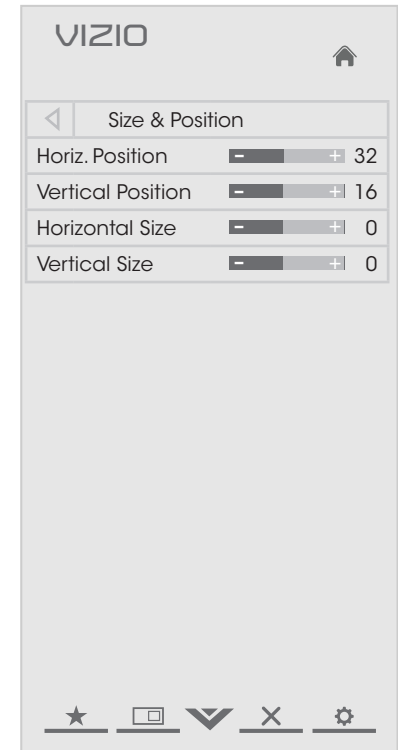 VIZIO
Size & Position
Horiz. Position - + 32
Vertical Position - + 16
Horizontal Size - + 0
Vertical Size - + 0